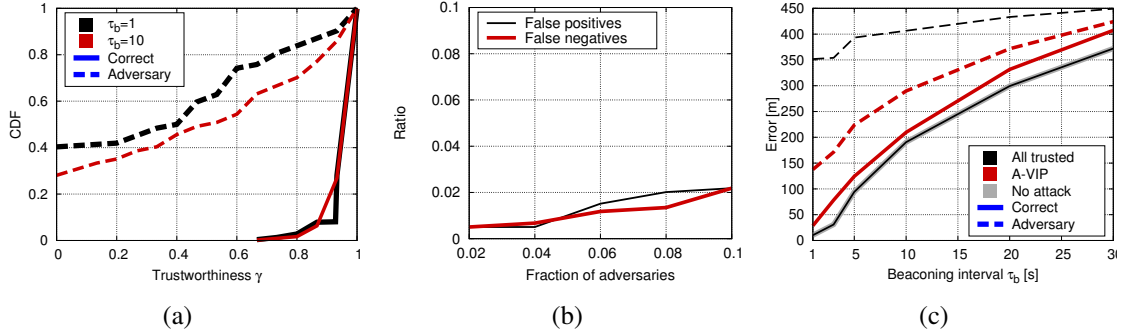 1
0.8
0.6
0.4
0.2
0
CDF
τb=1
τb=10
Correct
Adversary
0 0.2 0.4 0.6 0.8 1
Trustworthiness γ
(a)
0.1
0.08
0.06
0.04
0.02
0
Ratio
False positives
False negatives
0.02 0.04 0.06 0.08 0.1
Fraction of adversaries
(b)
450
400
350
300
250
200
150
100
50
0
Error [m]
All trusted
A-VIP
No attack
Correct
Adversary
1 5 10 15 20 25 30
Beaconing interval τb [s]
(c)